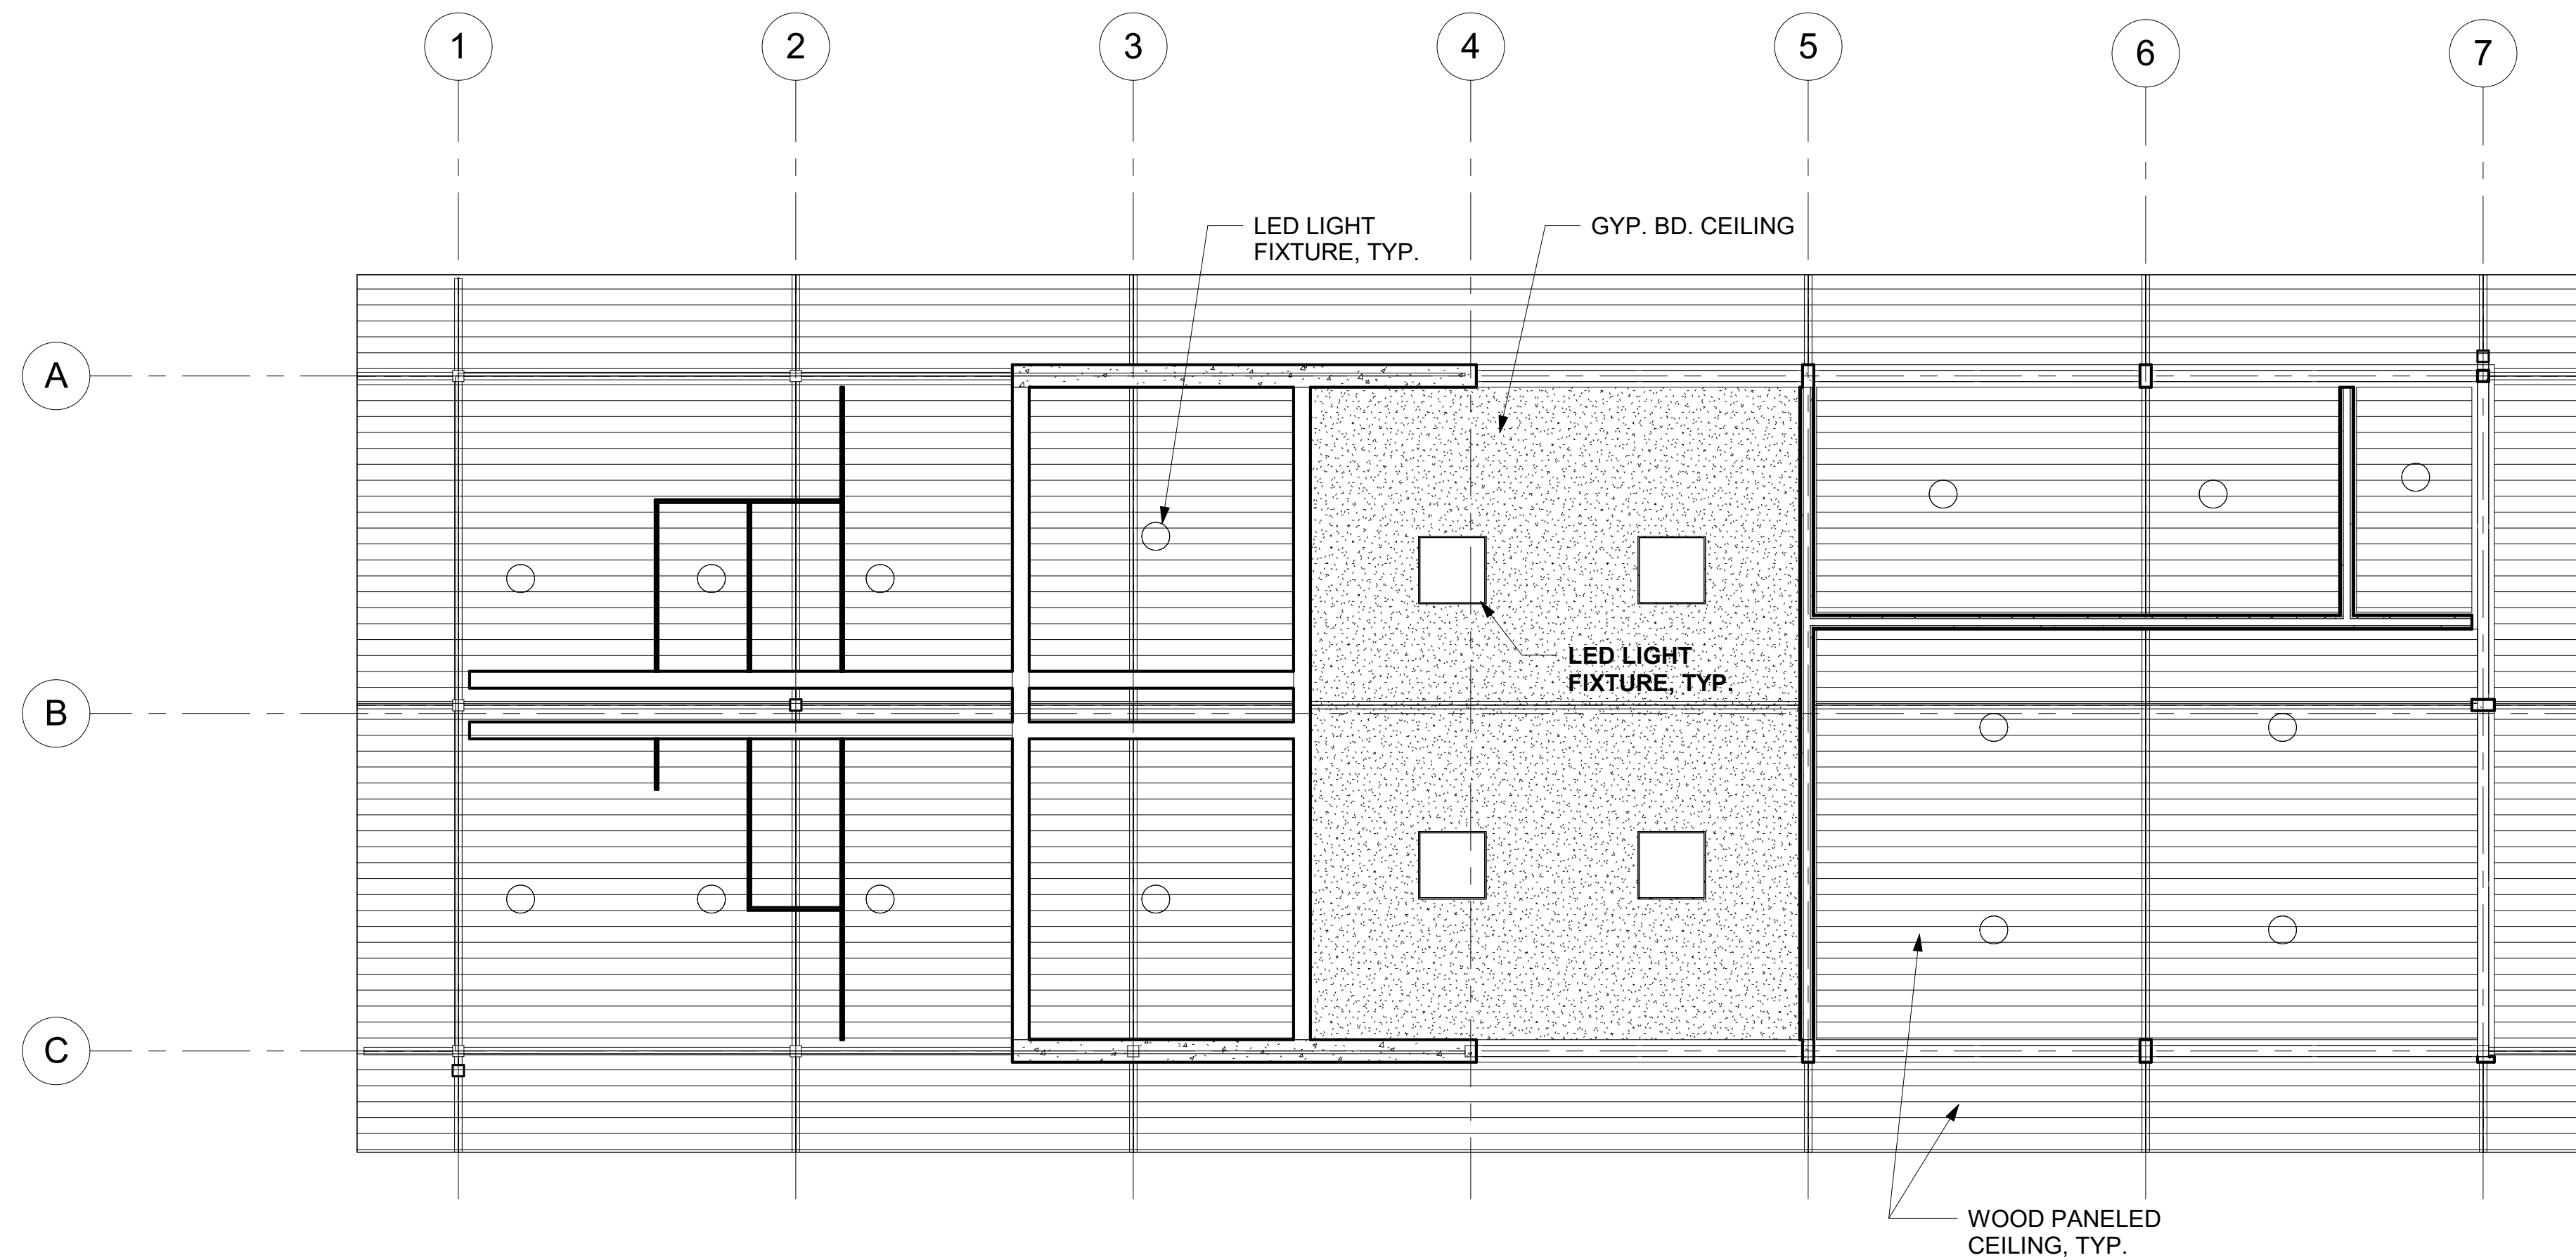 1
2
3
4
5
6
7
LED LIGHT
FIXTURE, TYP.
GYP. BD. CEILING
A
LED LIGHT
FIXTURE, TYP.
B
C
WOOD PANELED
CEILING, TYP.